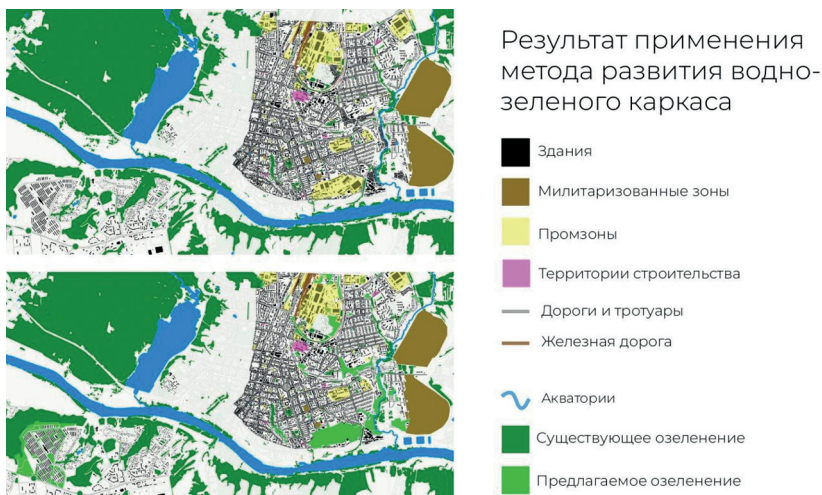 Результат применения
метода развития водно-
зеленого каркаса
Здания
Милитаризованные зоны
Промзоны
Территории строительства
Дороги и тротуары
Железная дорога
Акватории
Существующее озеленение
Предлагаемое озеленение